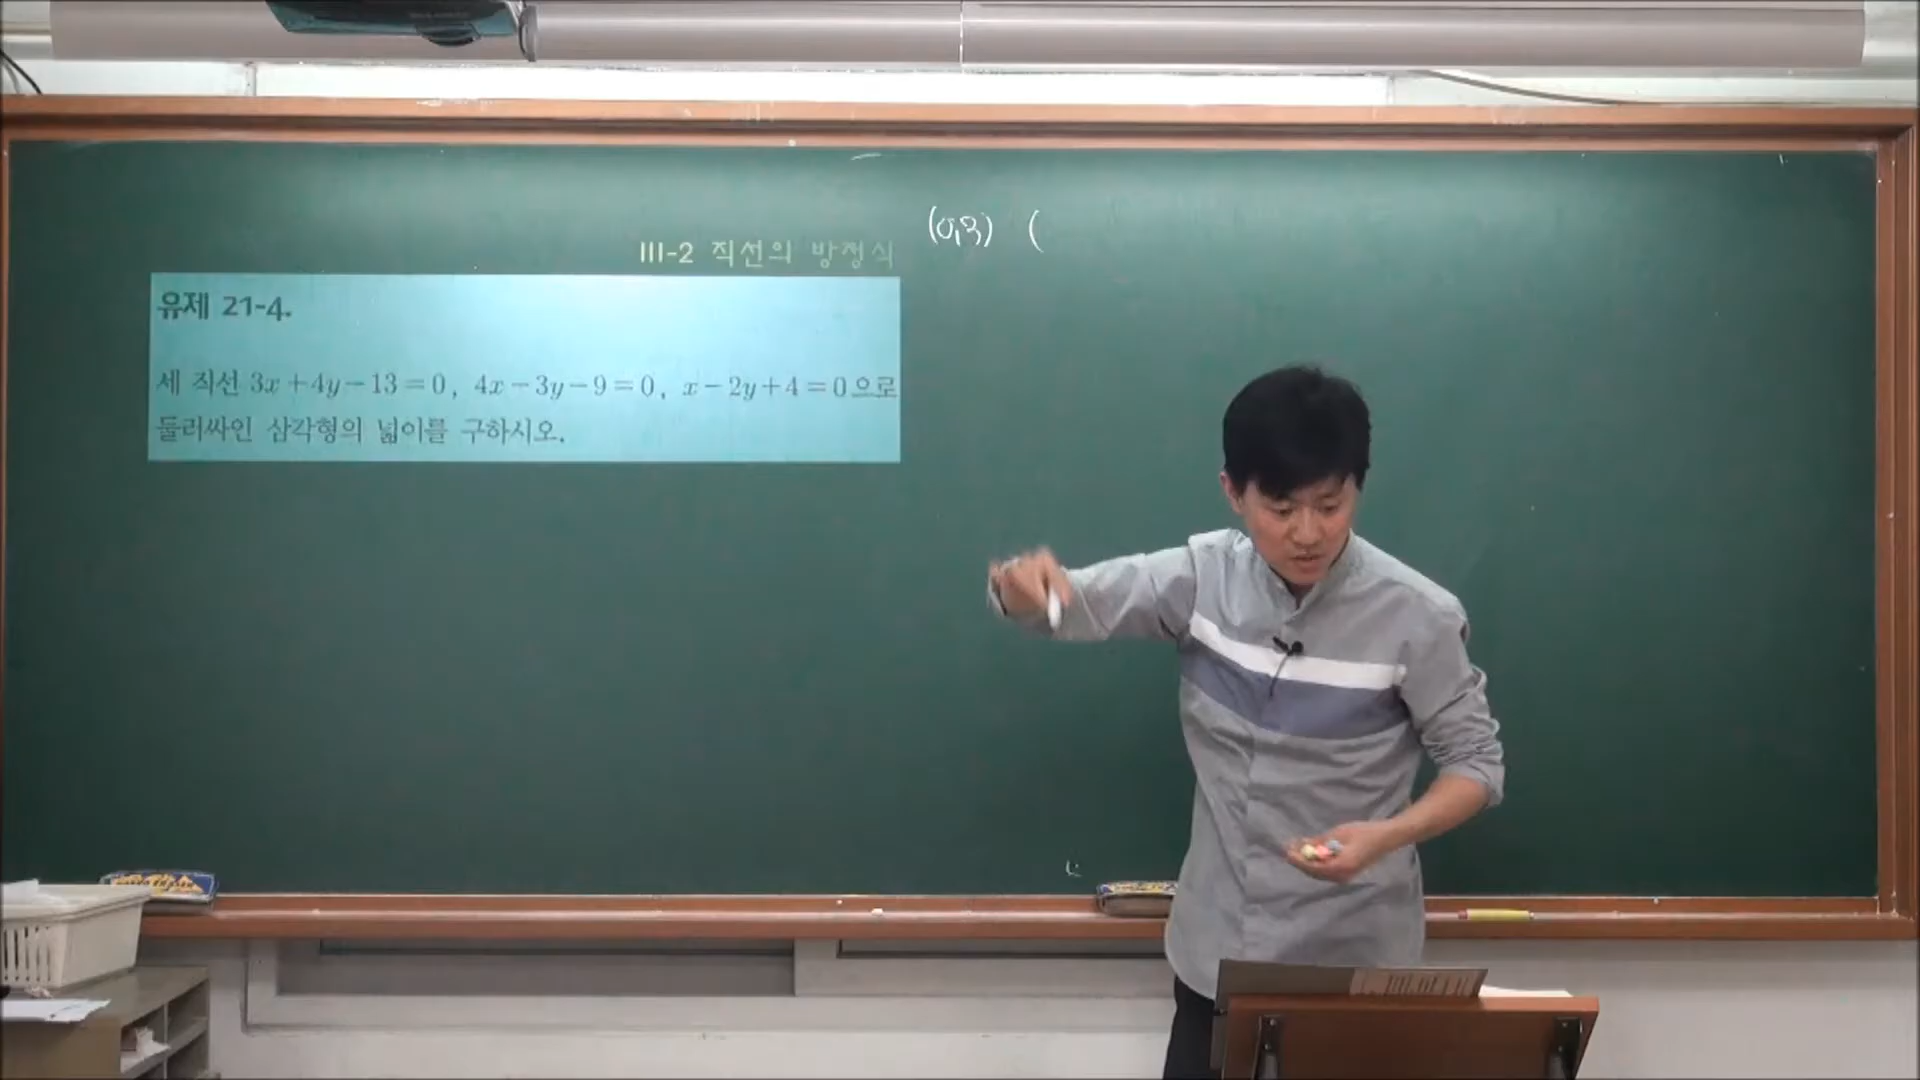 (0,3) (
III-2 직선의 방정식
유제 21-4.
세 직선 3x+4y-13=0, 4x-3y-9=0, x-2y+4=0으로
둘러싸인 삼각형의 넓이를 구하시오.